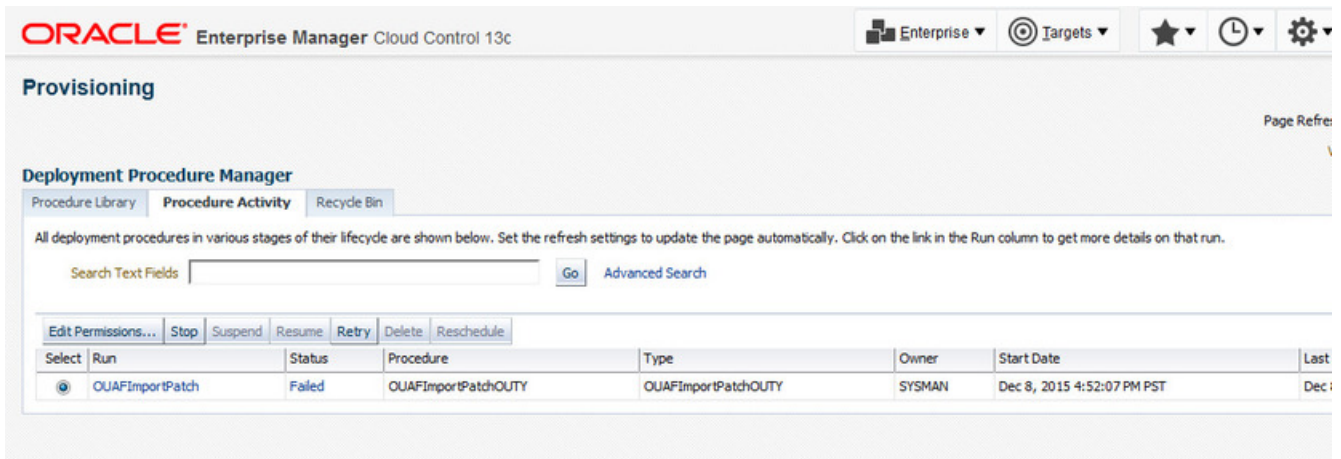 ORACLE® Enterprise Manager Cloud Control 13c Enterprise Targets
Provisioning
Page Refres
Deployment Procedure Manager
Procedure Library Procedure Activity Recycle Bin
All deployment procedures in various stages of their lifecycle are shown below. Set the refresh settings to update the page automatically. Click on the link in the Run column to get more details on that run.
Search Text Fields Go Advanced Search
Edit Permissions... Stop Suspend Resume Retry Delete Reschedule
Select Run Status Procedure Type Owner Start Date Last
OUAFImportPatch Failed OUAFImportPatchOUTY OUAFImportPatchOUTY SYSMAN Dec 8, 2015 4:52:07 PM PST Dec